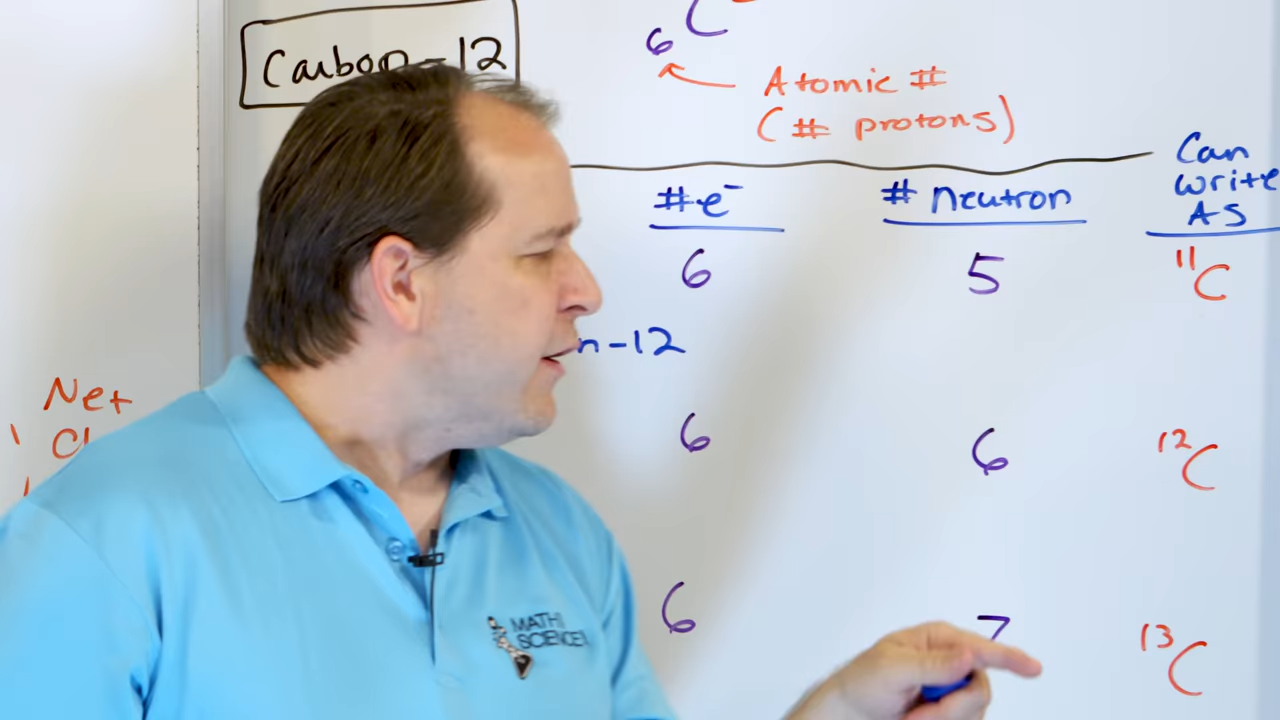 Carbon-12
6 C
Atomic #
(# protons)
Can
write
AS
#e⁻
# Neutron
6
5
¹¹C
n-12
Net
6
6
¹²C
6
7
¹³C
MATH
SCIENCE